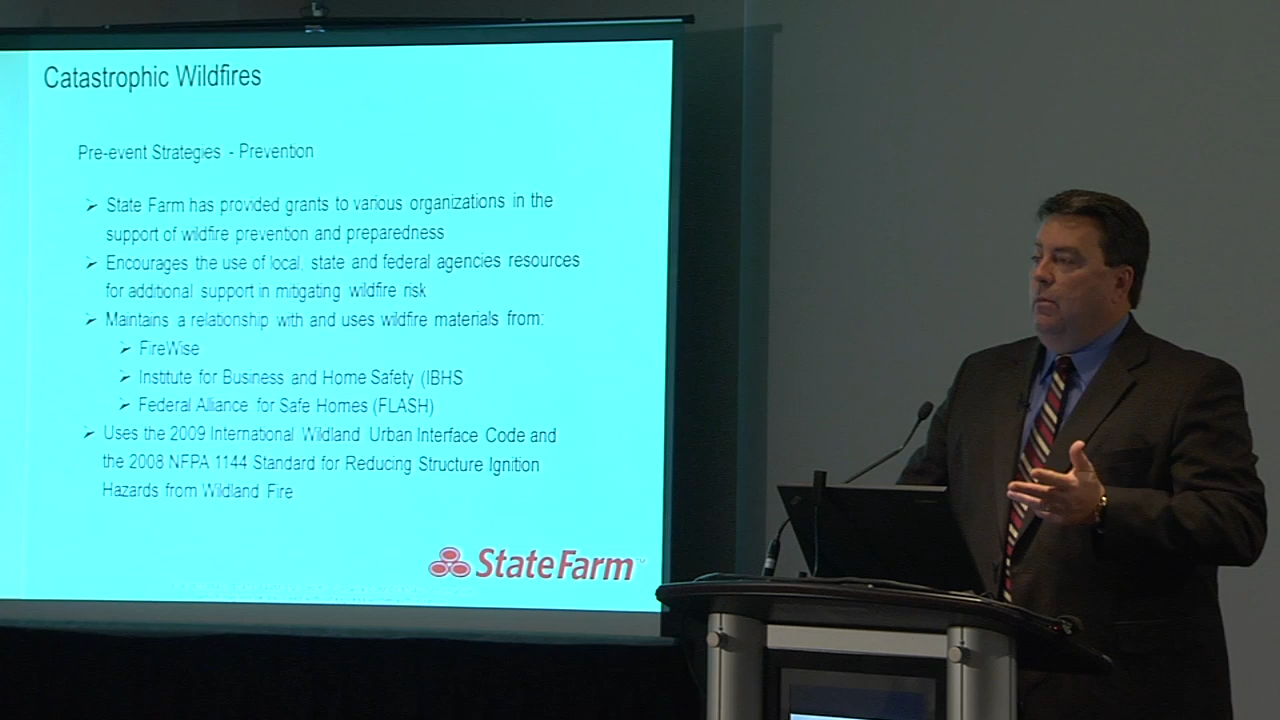 Catastrophic Wildfires
Pre-event Strategies - Prevention
➢ State Farm has provided grants to various organizations in the
support of wildfire prevention and preparedness
➢ Encourages the use of local, state and federal agencies resources
for additional support in mitigating wildfire risk
➢ Maintains a relationship with and uses wildfire materials from:
➢ FireWise
➢ Institute for Business and Home Safety (IBHS
➢ Federal Alliance for Safe Homes (FLASH)
➢ Uses the 2009 International Wildland Urban Interface Code and
the 2008 NFPA 1144 Standard for Reducing Structure Ignition
Hazards from Wildland Fire
State Farm™